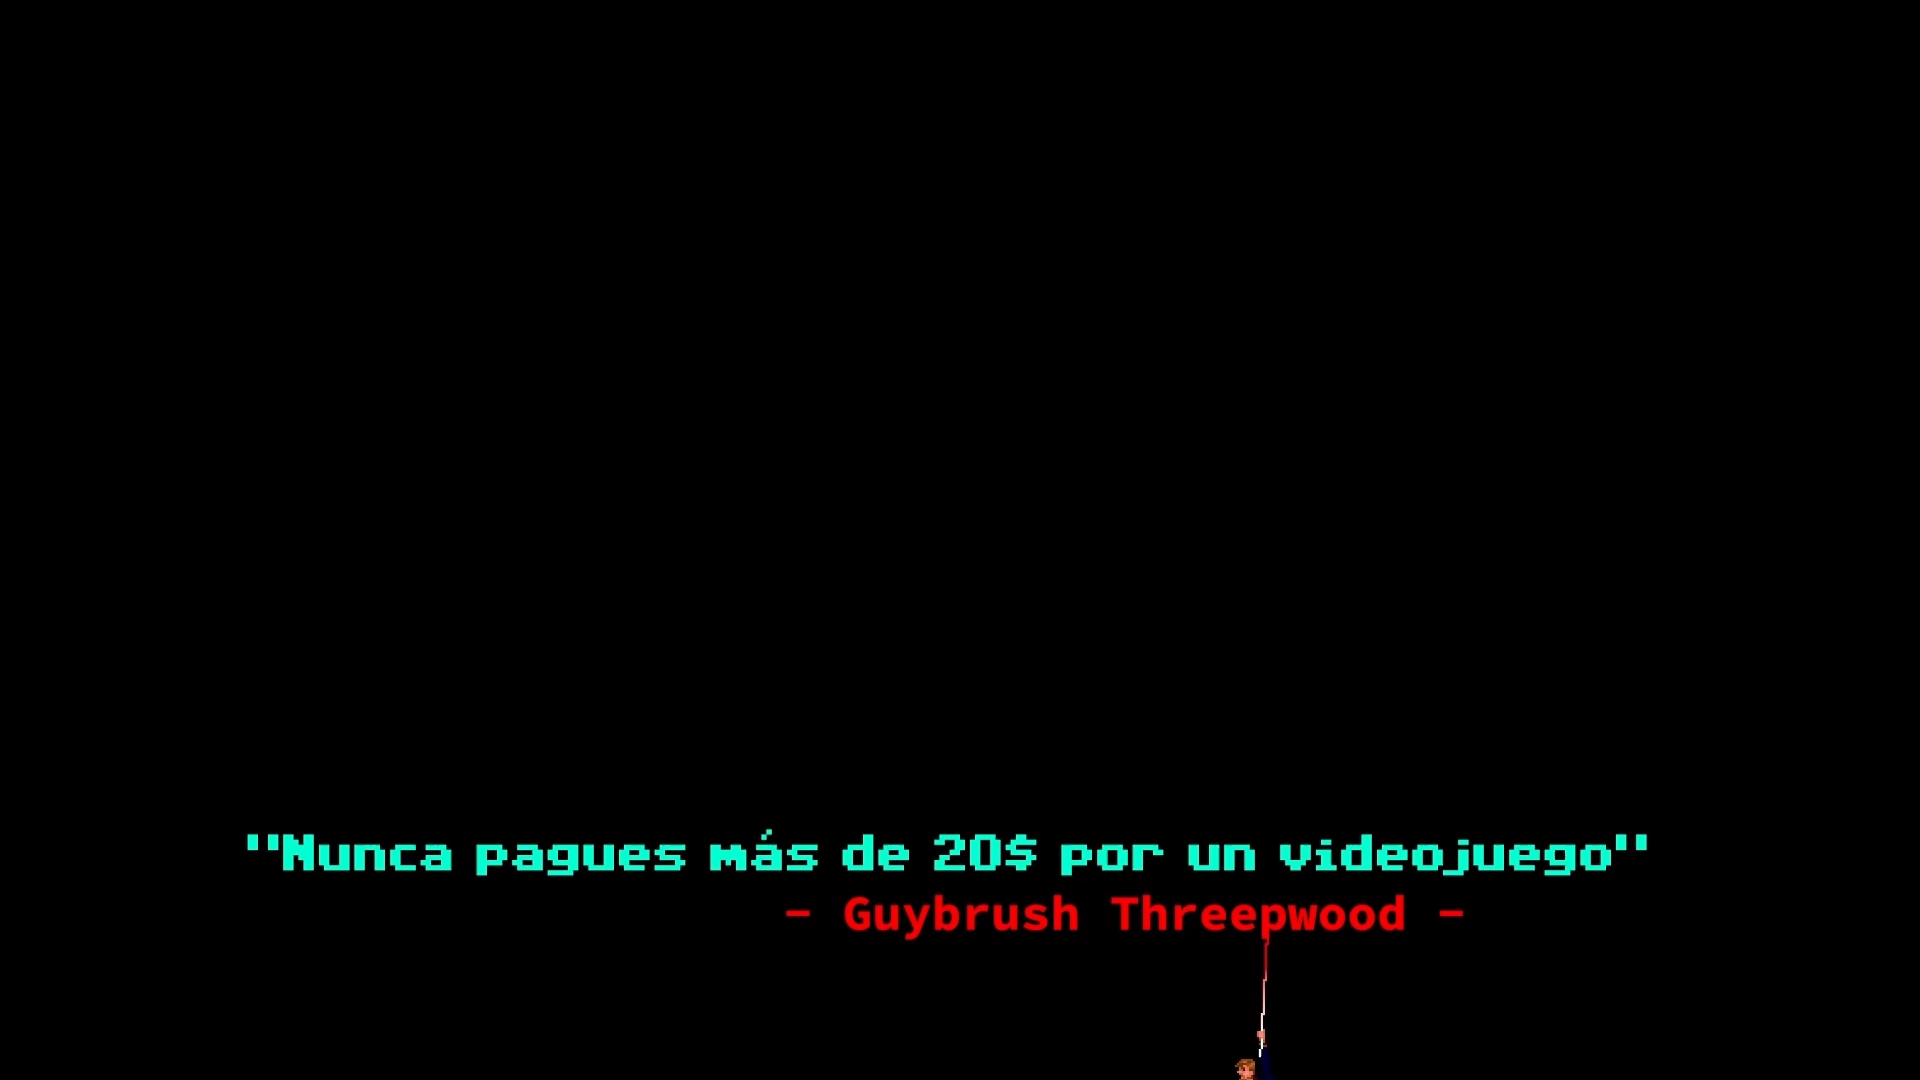 "Nunca pagues más de 20$ por un videojuego"
- Guybrush Threepwood -